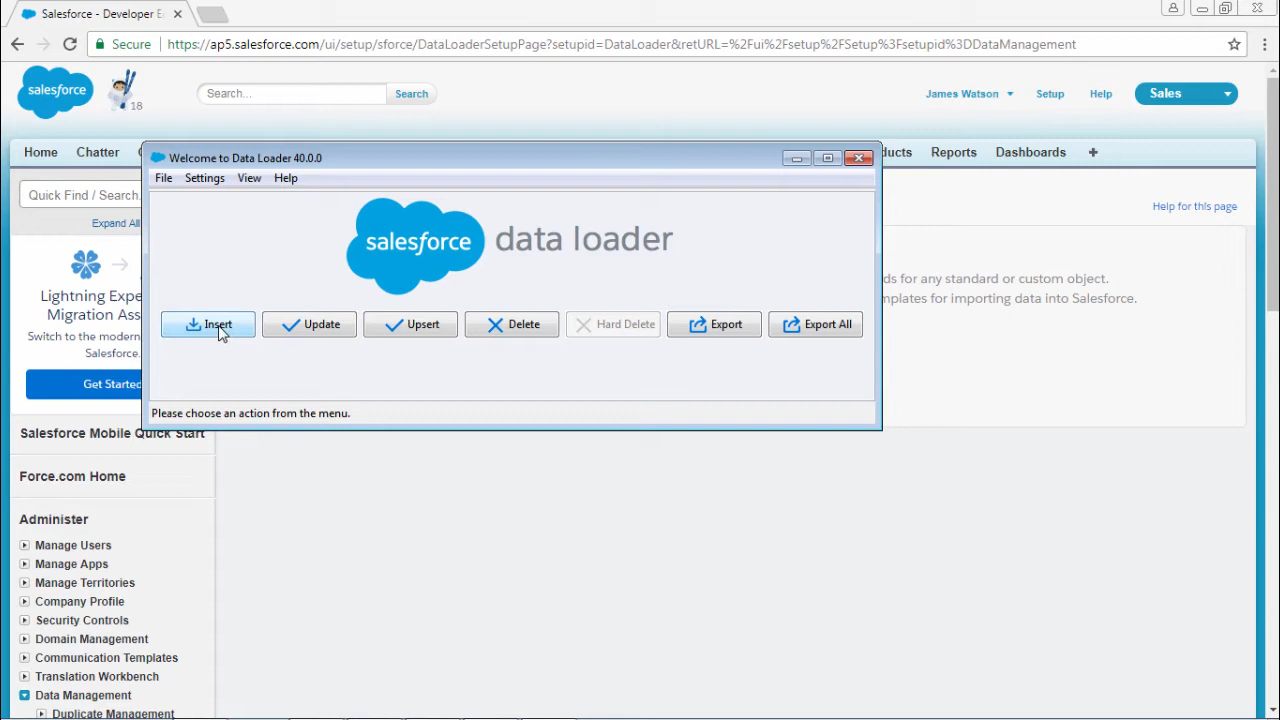 Salesforce - Developer E
Secure
https://ap5.salesforce.com/ui/setup/sforce/DataLoaderSetupPage?setupid=DataLoader&retURL=%2Fui%2Fsetup%2FSetup%3Fsetupid%3DDataManagement
salesforce
18
Search...
Search
James Watson
Setup
Help
Sales
Home
Chatter
ucts
Reports
Dashboards
+
Welcome to Data Loader 40.0.0
File
Settings
View
Help
salesforce
data loader
Insert
Update
Upsert
Delete
Hard Delete
Export
Export All
Please choose an action from the menu.
Quick Find / Search.
Expand All
Help for this page
Lightning Expe
Migration Ass
Switch to the modern
Salesforce.
Get Started
ds for any standard or custom object.
mplates for importing data into Salesforce.
Salesforce Mobile Quick Start
Force.com Home
Administer
Manage Users
Manage Apps
Manage Territories
Company Profile
Security Controls
Domain Management
Communication Templates
Translation Workbench
Data Management
Duplicate Management